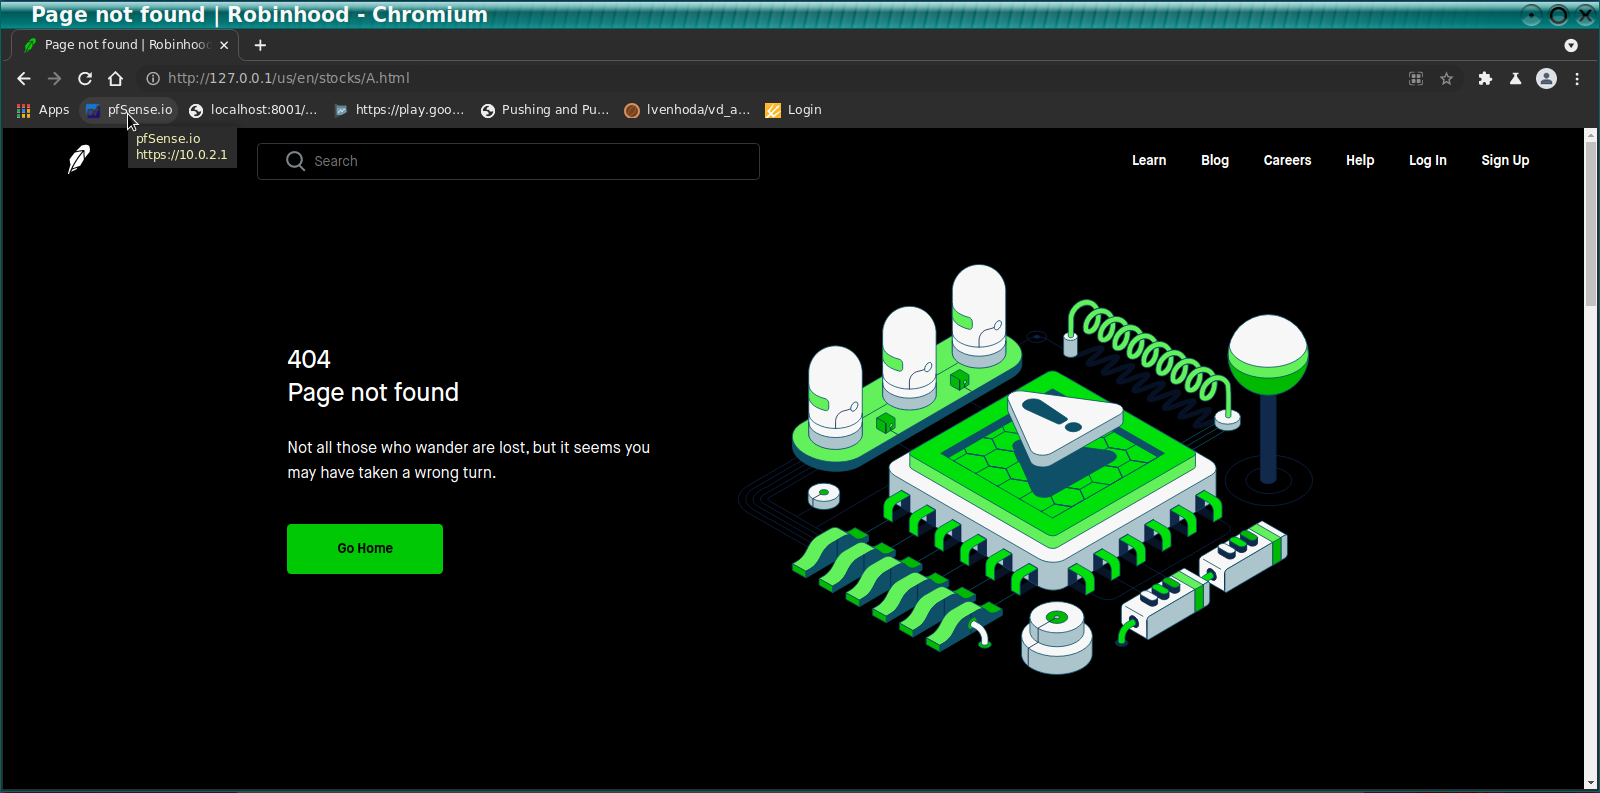 Page not found | Robinhood - Chromium
Page not found | Robinhood
http://127.0.0.1/us/en/stocks/A.html
Apps
pfSense.io
localhost:8001/...
https://play.goo...
Pushing and Pu...
lvenhoda/vd_a...
Login
pfSense.io
https://10.0.2.1
Search
Learn
Blog
Careers
Help
Log In
Sign Up
404
Page not found
Not all those who wander are lost, but it seems you
may have taken a wrong turn.
Go Home